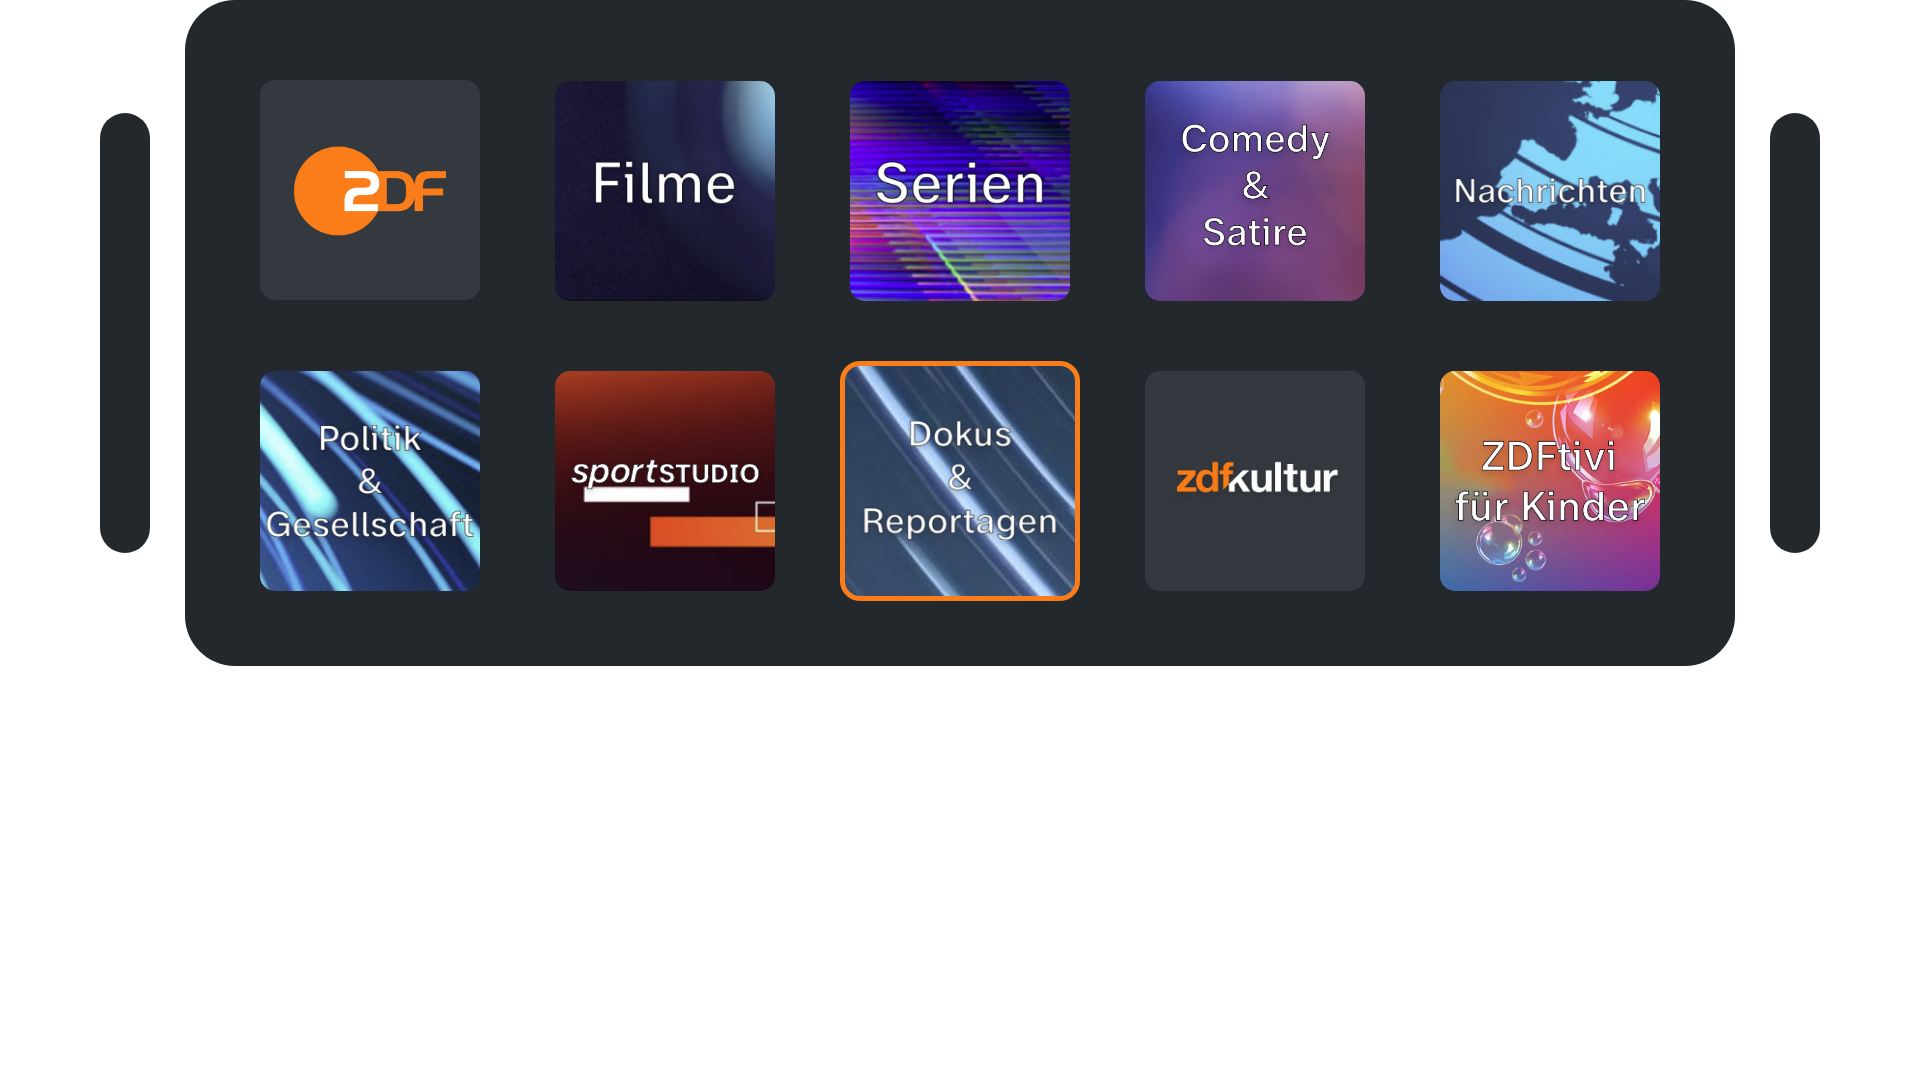 ZDF
Filme
Serien
Comedy
&
Satire
Nachrichten
Politik
&
Gesellschaft
sportSTUDIO
Dokus
&
Reportagen
zdfkultur
ZDFtivi
für Kinder